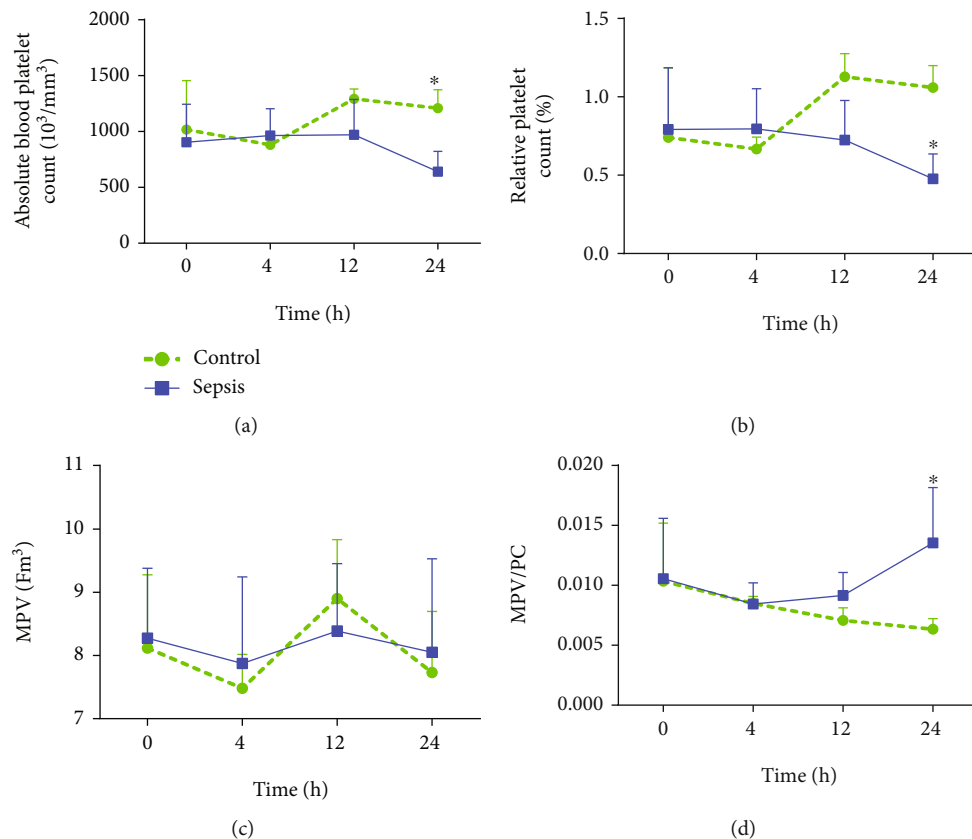 Absolute blood platelet
count (10³/mm³)
2000
1500
1000
500
0
*
0 4 12 24
Time (h)
Control
Sepsis
(a)
Relative platelet
count (%)
1.5
1.0
0.5
0.0
*
0 4 12 24
Time (h)
(b)
MPV (Fm³)
11
10
9
8
7
0 4 12 24
Time (h)
(c)
MPV/PC
0.020
0.015
0.010
0.005
0.000
*
0 4 12 24
Time (h)
(d)